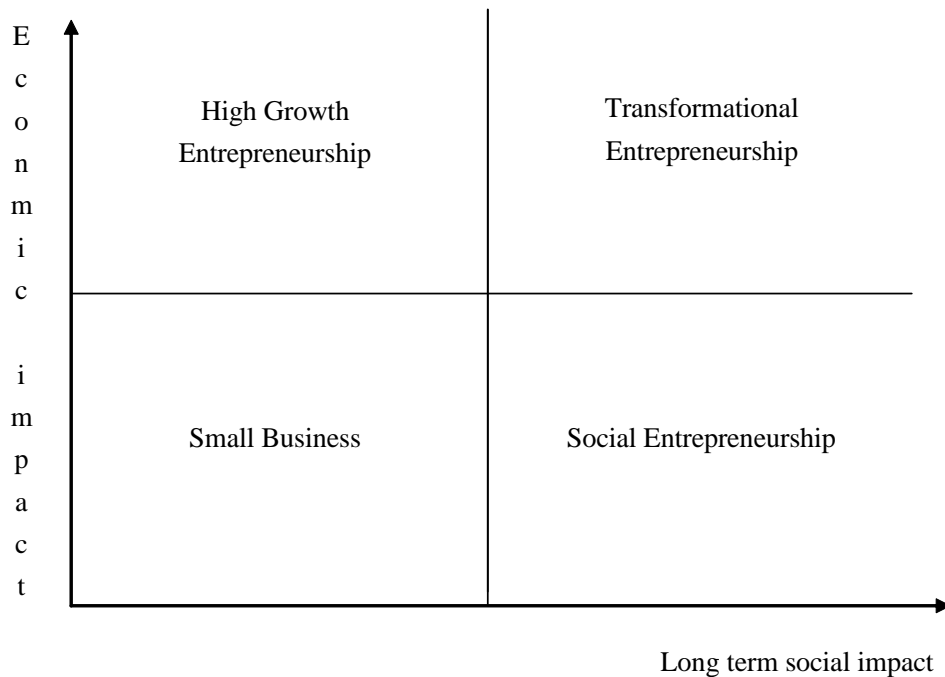 Econmic impact
High Growth
Entrepreneurship
Transformational
Entrepreneurship
Small Business
Social Entrepreneurship
Long term social impact